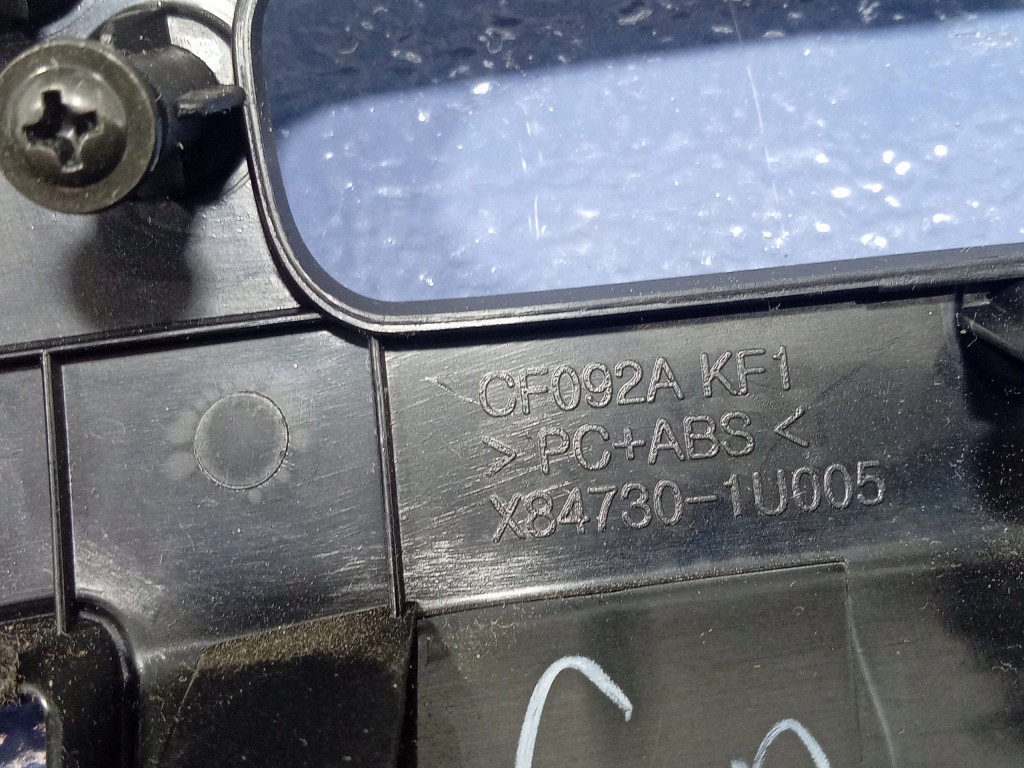 CF092A KF1
>PC+ABS<
X84730-1U005